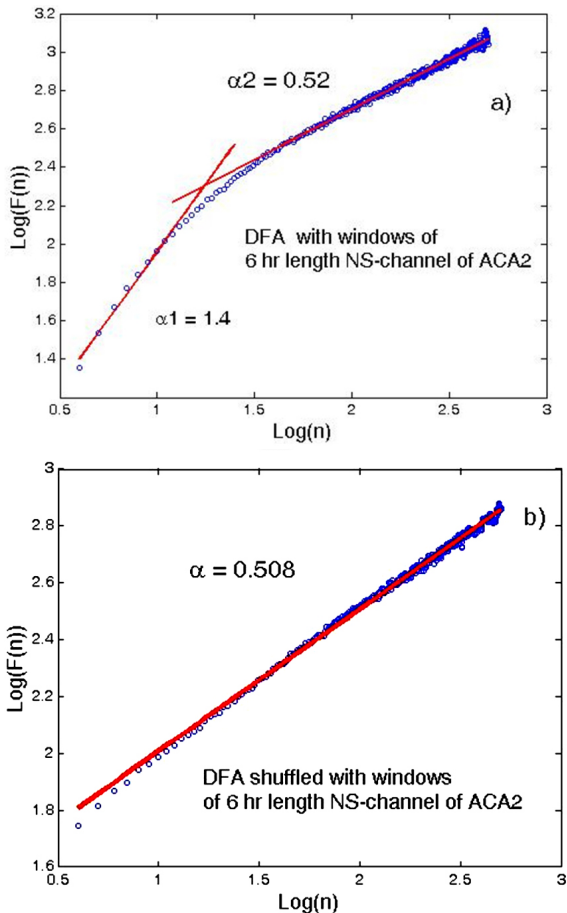 3.2
3
2.8
2.6
2.4
2.2
2
1.8
1.6
1.4
Log(F(n))
α2 = 0.52
a)
DFA with windows of
6 hr length NS-channel of ACA2
α1 = 1.4
0.5 1 1.5 2 2.5 3
Log(n)
3
2.8
2.6
2.4
2.2
2
1.8
1.6
Log(F(n))
b)
α = 0.508
DFA shuffled with windows
of 6 hr length NS-channel of ACA2
0.5 1 1.5 2 2.5 3
Log(n)